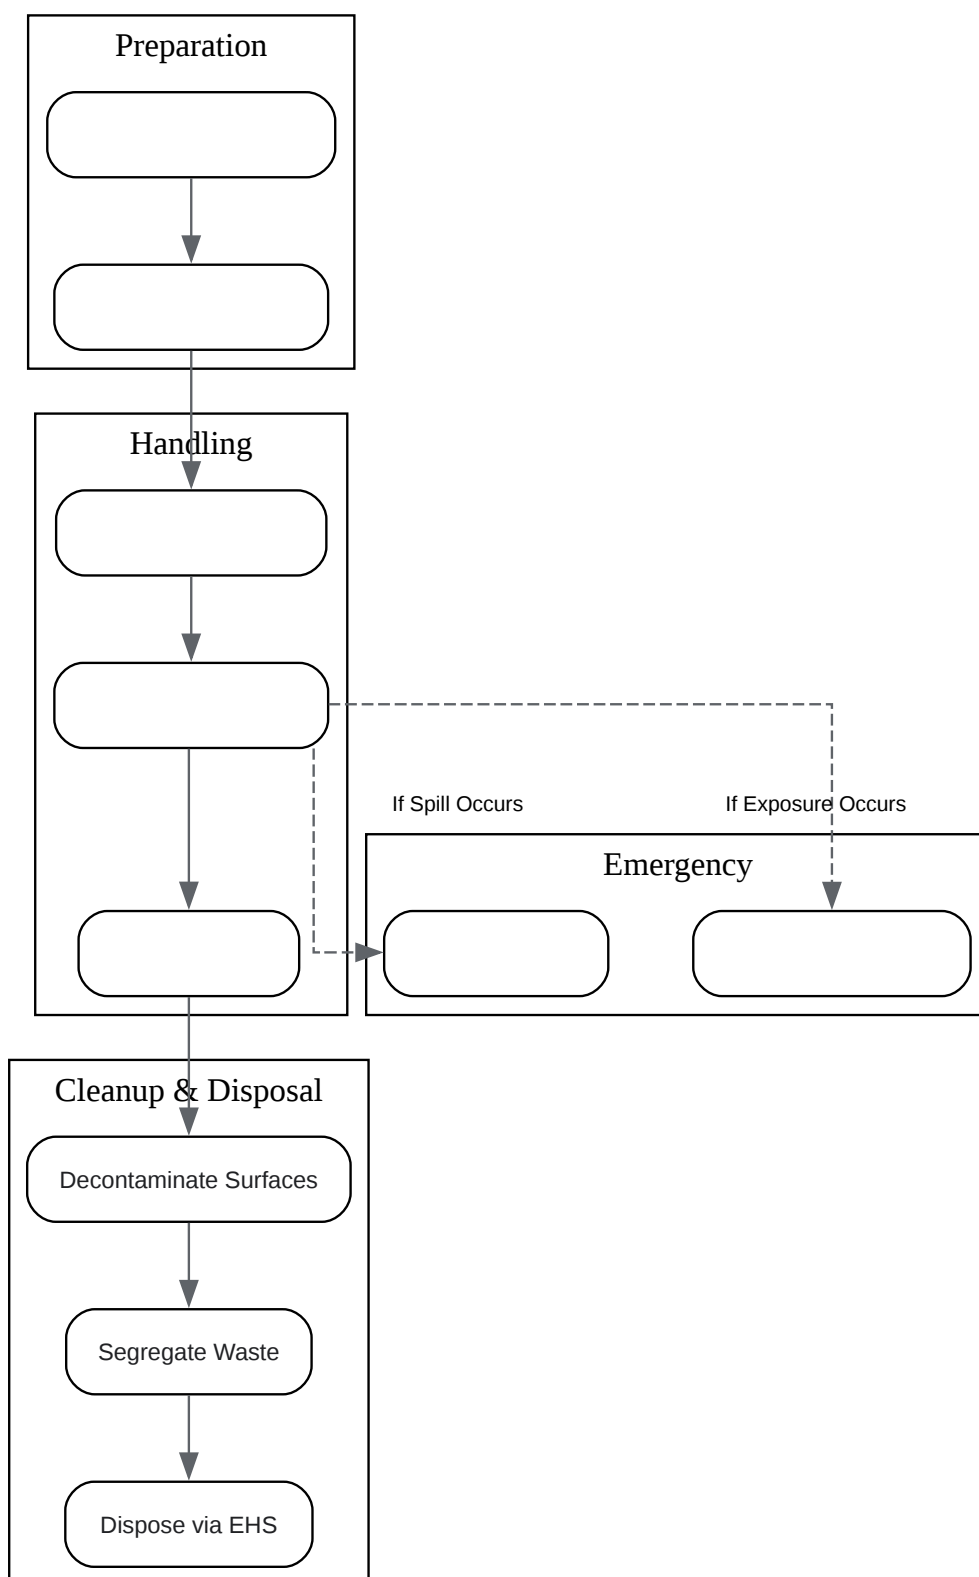 Preparation
Handling
If Spill Occurs
If Exposure Occurs
Emergency
Cleanup & Disposal
Decontaminate Surfaces
Segregate Waste
Dispose via EHS